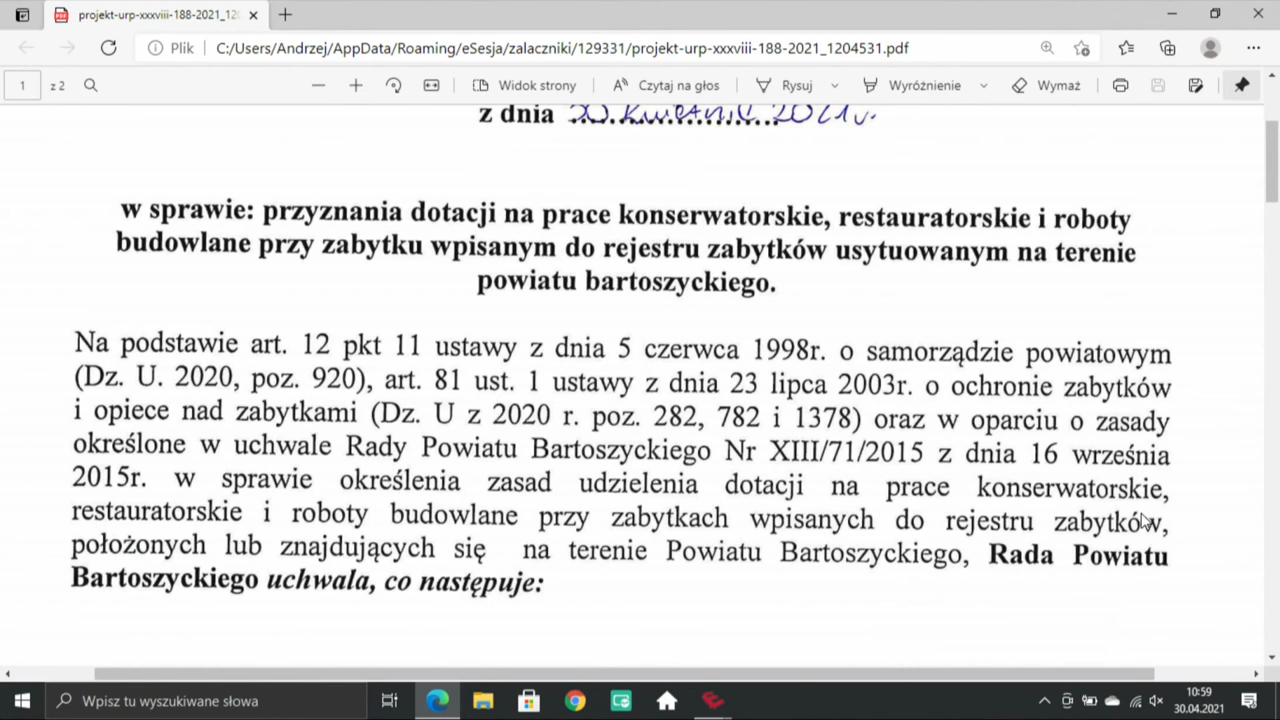 projekt-urp-xxxviii-188-2021_120
Plik
C:/Users/Andrzej/AppData/Roaming/eSesja/zalaczniki/129331/projekt-urp-xxxviii-188-2021_1204531.pdf
1 z 2 Widok strony Czytaj na głos Rysuj Wyróżnienie Wymaż
z dnia 30 kwietnia 2021 r.
w sprawie: przyznania dotacji na prace konserwatorskie, restauratorskie i roboty
budowlane przy zabytku wpisanym do rejestru zabytków usytuowanym na terenie
powiatu bartoszyckiego.
Na podstawie art. 12 pkt 11 ustawy z dnia 5 czerwca 1998r. o samorządzie powiatowym
(Dz. U. 2020, poz. 920), art. 81 ust. 1 ustawy z dnia 23 lipca 2003r. o ochronie zabytków
i opiece nad zabytkami (Dz. U z 2020 r. poz. 282, 782 i 1378) oraz w oparciu o zasady
określone w uchwale Rady Powiatu Bartoszyckiego Nr XIII/71/2015 z dnia 16 września
2015r. w sprawie określenia zasad udzielenia dotacji na prace konserwatorskie,
restauratorskie i roboty budowlane przy zabytkach wpisanych do rejestru zabytków,
położonych lub znajdujących się na terenie Powiatu Bartoszyckiego, Rada Powiatu
Bartoszyckiego uchwala, co następuje:
Wpisz tu wyszukiwane słowa
10:59
30.04.2021